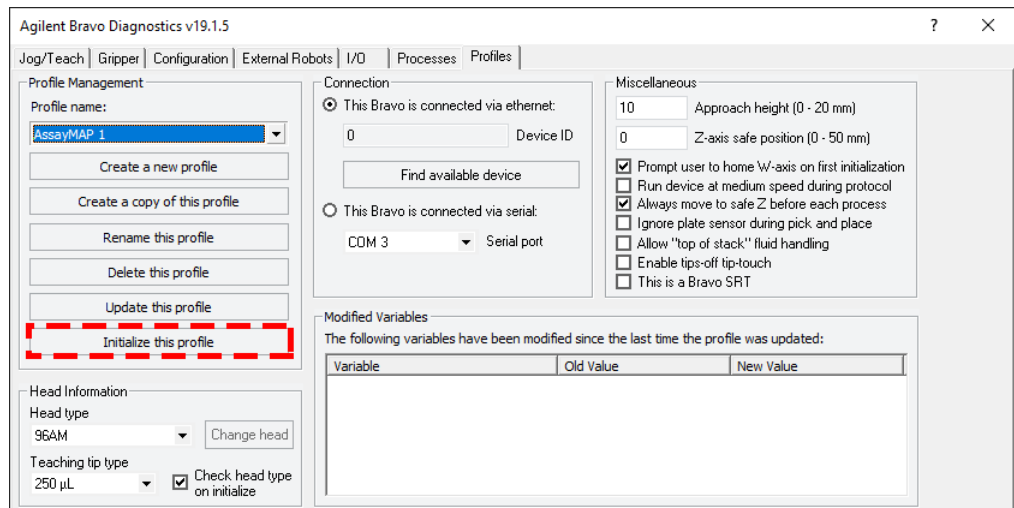 Agilent Bravo Diagnostics v19.1.5
Jog/Teach Gripper Configuration External Robots I/O Processes Profiles
Profile Management
Profile name:
AssayMAP 1
Create a new profile
Create a copy of this profile
Rename this profile
Delete this profile
Update this profile
Initialize this profile
Head Information
Head type
96AM
Change head
Teaching tip type
250 µL
Check head type
on initialize
Connection
This Bravo is connected via ethernet:
0 Device ID
Find available device
This Bravo is connected via serial:
COM 3 Serial port
Miscellaneous
10 Approach height (0 - 20 mm)
0 Z-axis safe position (0 - 50 mm)
Prompt user to home W-axis on first initialization
Run device at medium speed during protocol
Always move to safe Z before each process
Ignore plate sensor during pick and place
Allow "top of stack" fluid handling
Enable tips-off tip-touch
This is a Bravo SRT
Modified Variables
The following variables have been modified since the last time the profile was updated:
Variable Old Value New Value